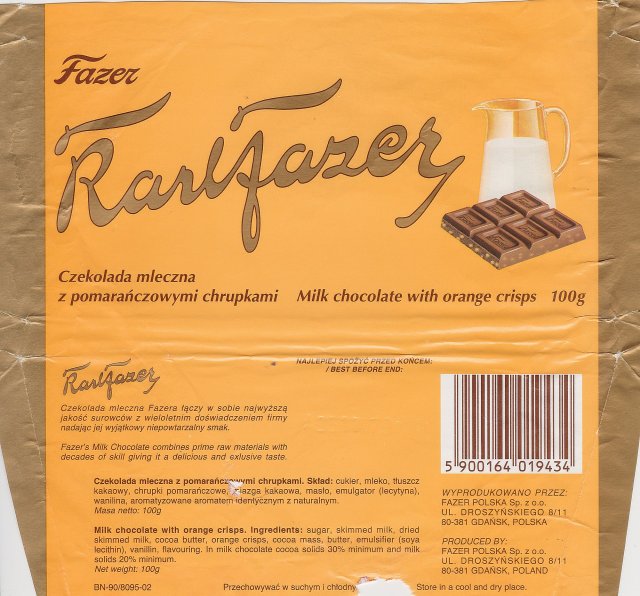 Fazer
KarlFazer
Czekolada mleczna
z pomarańczowymi chrupkami Milk chocolate with orange crisps 100g
NAJLEPIEJ SPOŻYĆ PRZED KOŃCEM:
/ BEST BEFORE END:
KarlFazer
Czekolada mleczna Fazera łączy w sobie najwyższą
jakość surowców z wieloletnim doświadczeniem firmy
nadając jej wyjątkowy niepowtarzalny smak.
Fazer's Milk Chocolate combines prime raw materials with
decades of skill giving it a delicious and exlusive taste.
Czekolada mleczna z pomarańczowymi chrupkami. Skład: cukier, mleko, tłuszcz
kakaowy, chrupki pomarańczowe, miazga kakaowa, masło, emulgator (lecytyna),
wanilina, aromatyzowane aromatem identycznym z naturalnym.
Masa netto: 100g
Milk chocolate with orange crisps. Ingredients: sugar, skimmed milk, dried
skimmed milk, cocoa butter, orange crisps, cocoa mass, butter, emulsifier (soya
lecithin), vanillin, flavouring. In milk chocolate cocoa solids 30% minimum and milk
solids 20% minimum.
Net weight: 100g
BN-90/8095-02 Przechowywać w suchym i chłodny Store in a cool and dry place.
5 900164 019434
WYPRODUKOWANO PRZEZ:
FAZER POLSKA Sp. z o.o.
UL. DROSZYŃSKIEGO 8/11
80-381 GDAŃSK, POLSKA
PRODUCED BY:
FAZER POLSKA Sp. z o.o.
UL. DROSZYŃSKIEGO 8/11
80-381 GDAŃSK, POLAND